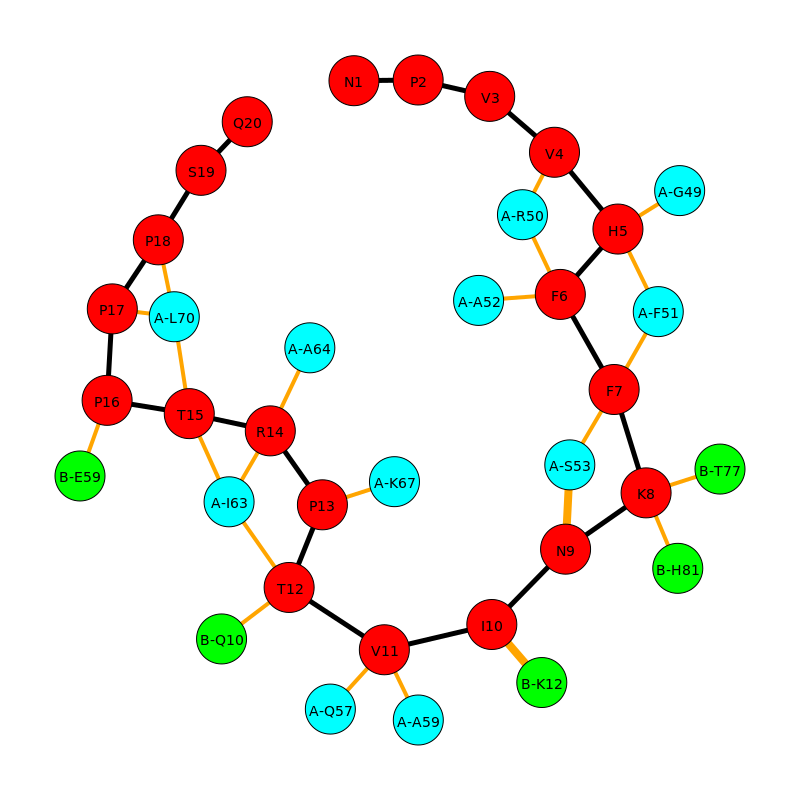 N1
P2
V3
Q20
V4
S19
A-G49
A-R50
H5
P18
F6
A-A52
P17
A-F51
A-L70
A-A64
F7
P16
T15
R14
A-S53
B-T77
B-E59
A-K67
K8
A-I63
P13
N9
B-H81
T12
I10
B-Q10
V11
B-K12
A-Q57
A-A59